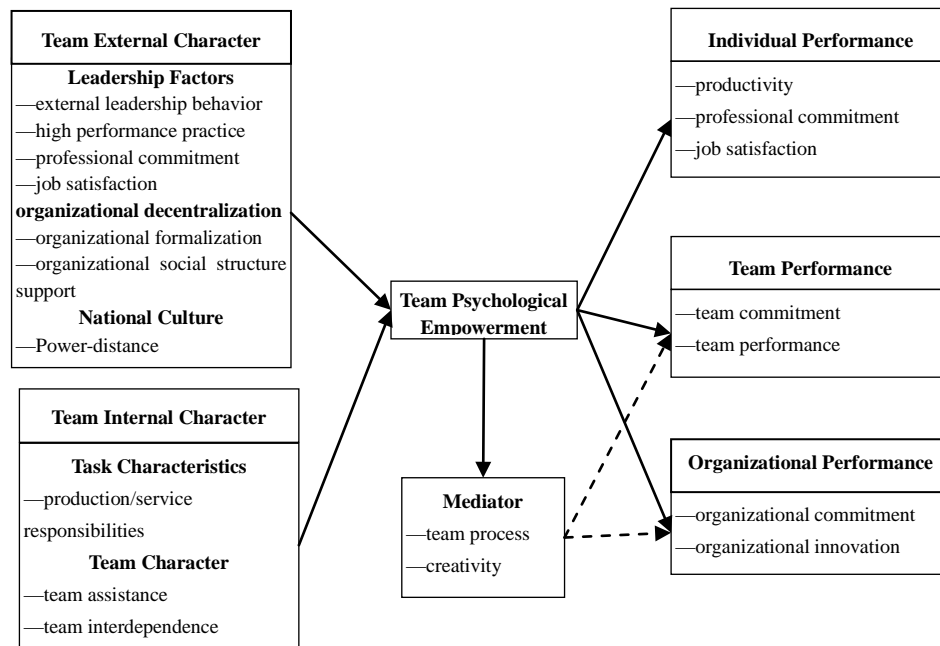 Team External Character
Leadership Factors
—external leadership behavior
—high performance practice
—professional commitment
—job satisfaction
organizational decentralization
—organizational formalization
—organizational social structure
support
National Culture
—Power-distance
Team Internal Character
Task Characteristics
—production/service
responsibilities
Team Character
—team assistance
—team interdependence
Team Psychological
Empowerment
Mediator
—team process
—creativity
Individual Performance
—productivity
—professional commitment
—job satisfaction
Team Performance
—team commitment
—team performance
Organizational Performance
—organizational commitment
—organizational innovation